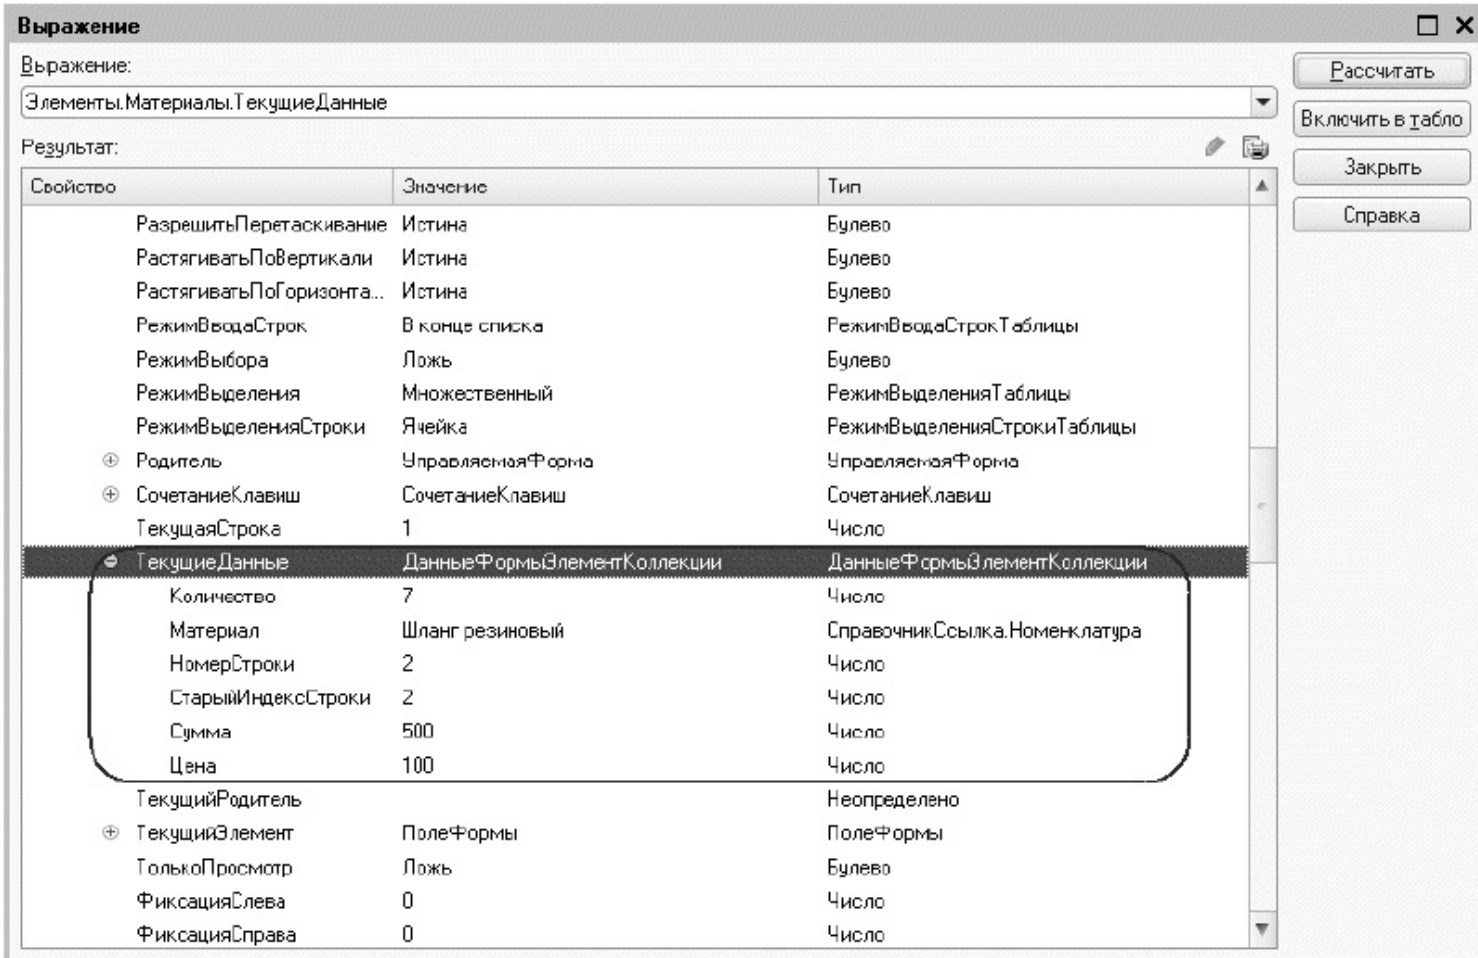 Выражение
Выражение:
Рассчитать
Элементы.Материалы.ТекущиеДанные
Включить в табло
Результат:
Закрыть
Свойство Значение Тип
Справка
РазрешитьПеретаскивание Истина Булево
РастягиватьПоВертикали Истина Булево
РастягиватьПоГоризонта... Истина Булево
РежимВводаСтрок В конце списка РежимВводаСтрокТаблицы
РежимВыбора Ложь Булево
РежимВыделения Множественный РежимВыделенияТаблицы
РежимВыделенияСтроки Ячейка РежимВыделенияСтрокиТаблицы
Родитель УправляемаяФорма УправляемаяФорма
СочетаниеКлавиш СочетаниеКлавиш СочетаниеКлавиш
ТекущаяСтрока 1 Число
ТекущиеДанные ДанныеФормыЭлементКоллекции ДанныеФормыЭлементКоллекции
Количество 7 Число
Материал Шланг резиновый СправочникСсылка.Номенклатура
НомерСтроки 2 Число
СтарыйИндексСтроки 2 Число
Сумма 500 Число
Цена 100 Число
ТекущийРодитель Неопределено
ТекущийЭлемент ПолеФормы ПолеФормы
ТолькоПросмотр Ложь Булево
ФиксацияСлева 0 Число
ФиксацияСправа 0 Число